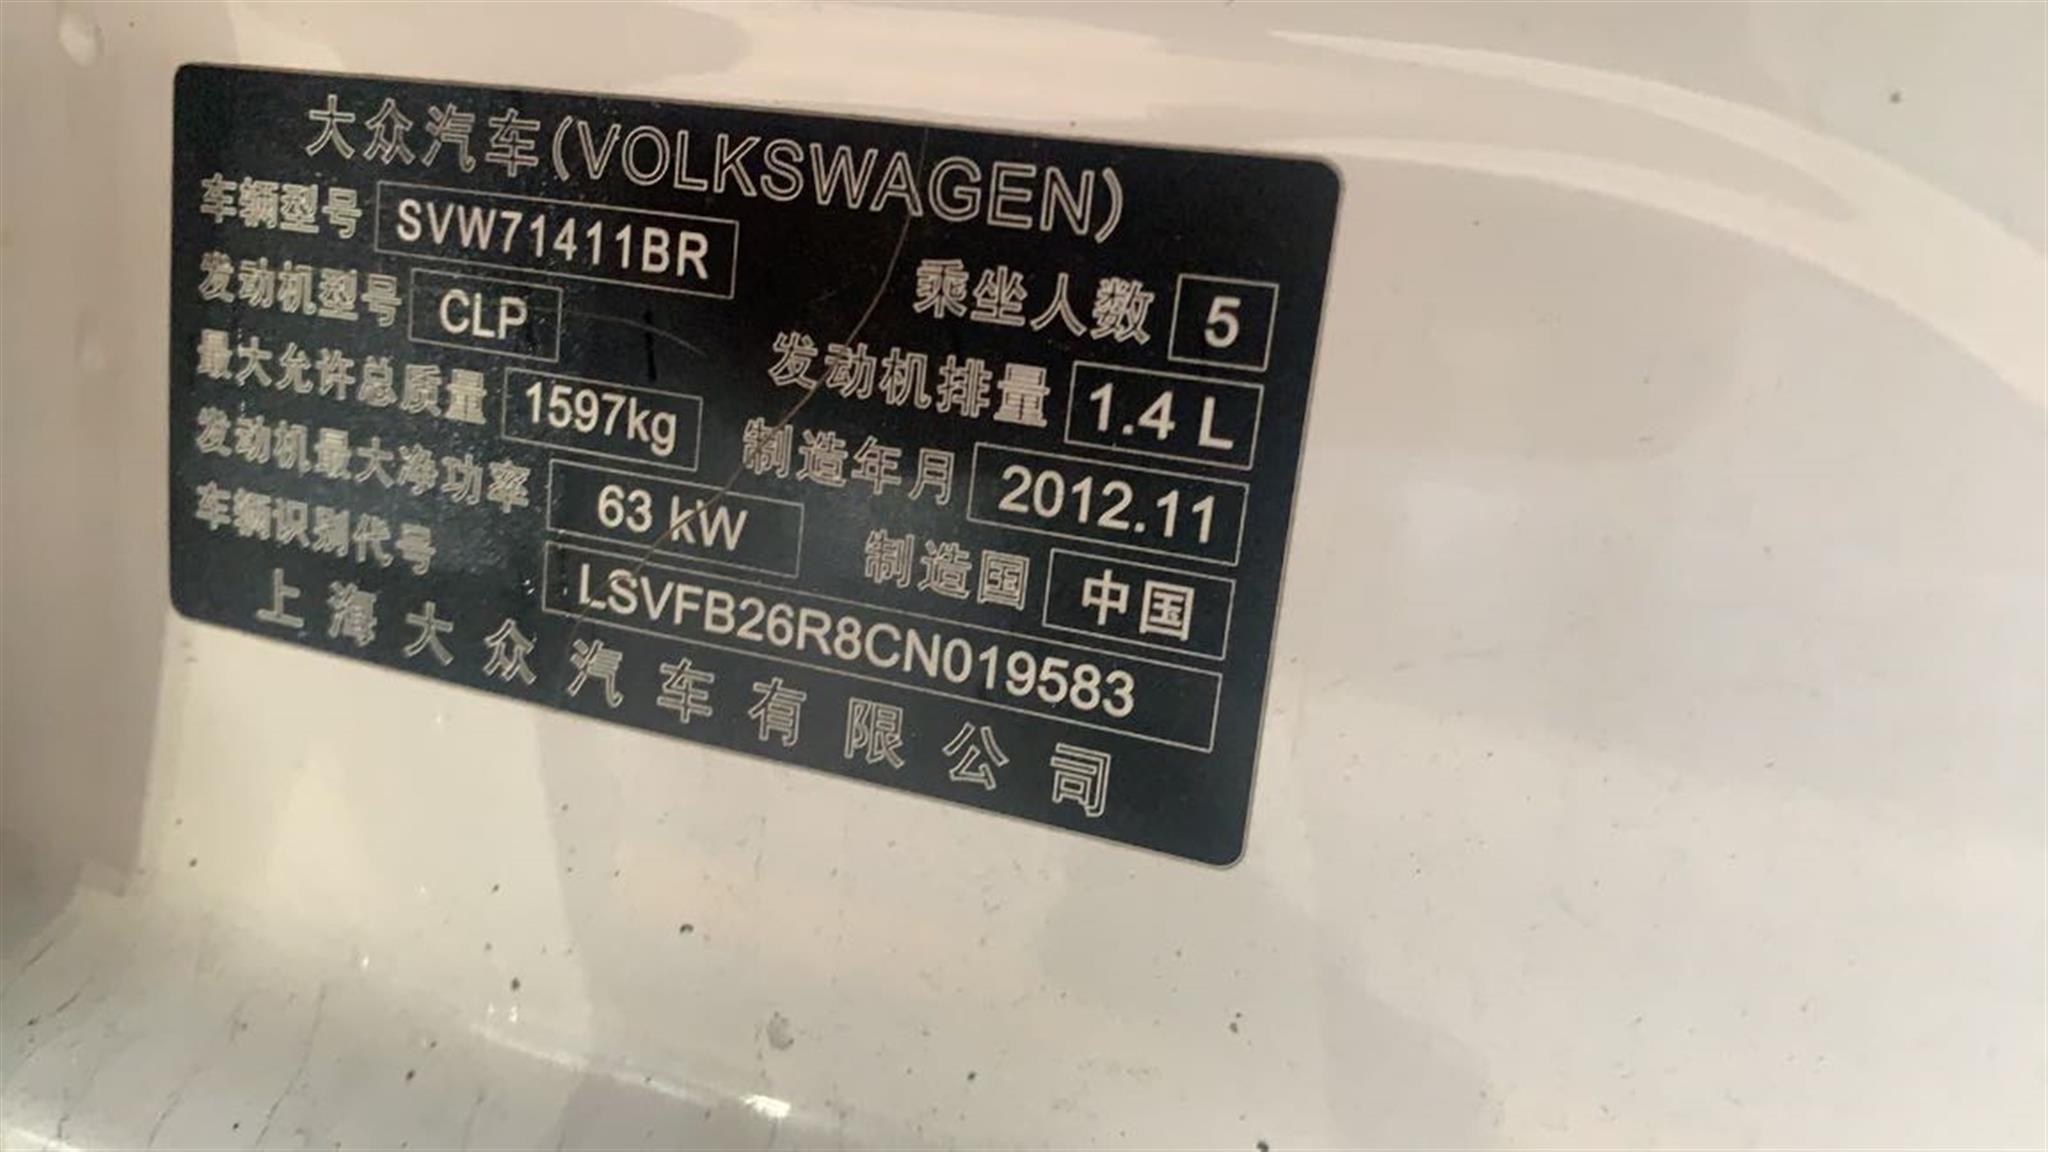 大众汽车(VOLKSWAGEN)
车辆型号 SVW71411BR 乘坐人数 5
发动机型号 CLP 发动机排量 1.4 L
最大允许总质量 1597kg 制造年月 2012.11
发动机最大净功率 63 kW 制造国 中国
车辆识别代号 LSVFB26R8CN019583
上海大众汽车有限公司